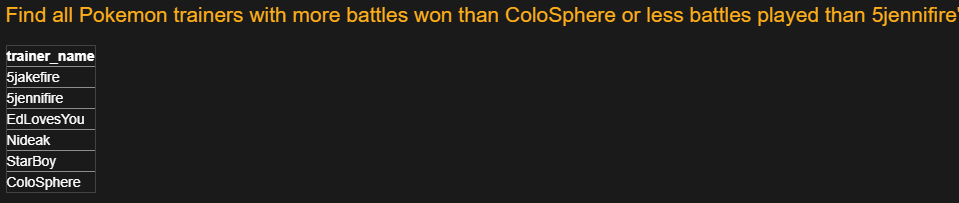 Find all Pokemon trainers with more battles won than ColoSphere or less battles played than 5jennifire'
trainer_name
5jakefire
5jennifire
EdLovesYou
Nideak
StarBoy
ColoSphere